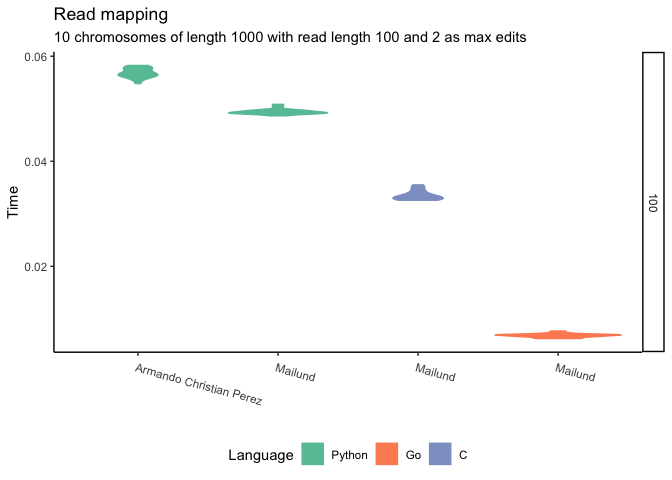 Read mapping
10 chromosomes of length 1000 with read length 100 and 2 as max edits
0.06
0.04
0.02
Time
100
Armando Christian Perez
Mailund
Mailund
Mailund
Language Python Go C